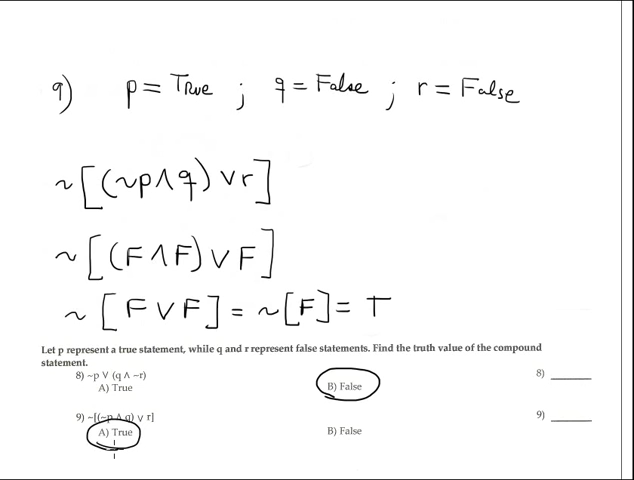 9) p = True ; q = False ; r = False
~[(~p∧q) ∨r]
~[(F∧F) ∨ F]
~ [F∨F] = ~[F] = T
Let p represent a true statement, while q and r represent false statements. Find the truth value of the compound
statement.
8) ~p ∨ (q ∧ ~r)
8) ______
A) True
B) False
9) ~[(~p ∧ q) ∨ r]
9) ______
A) True
B) False